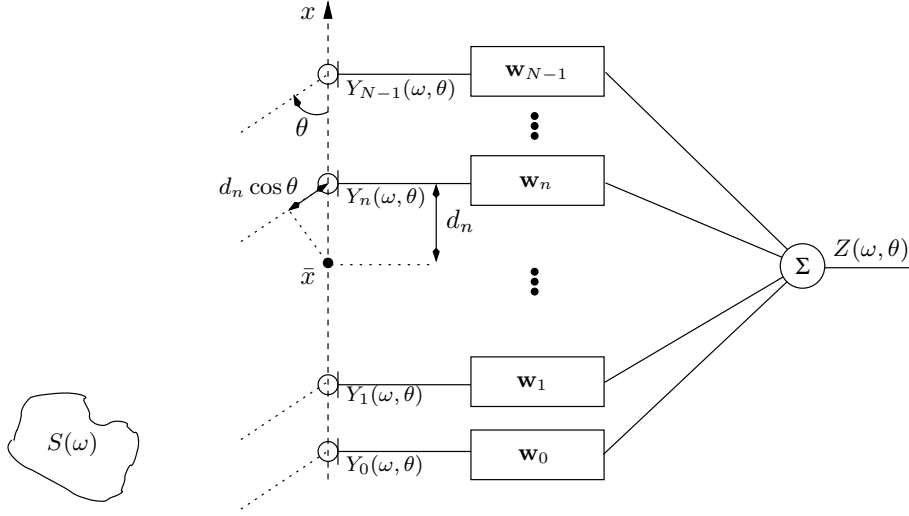 x
Y_{N−1}(ω, θ)
w_{N−1}
θ
d_n cos θ
Y_n(ω, θ)
w_n
d_n
x̄
Z(ω, θ)
Σ
Y_1(ω, θ)
w_1
S(ω)
Y_0(ω, θ)
w_0